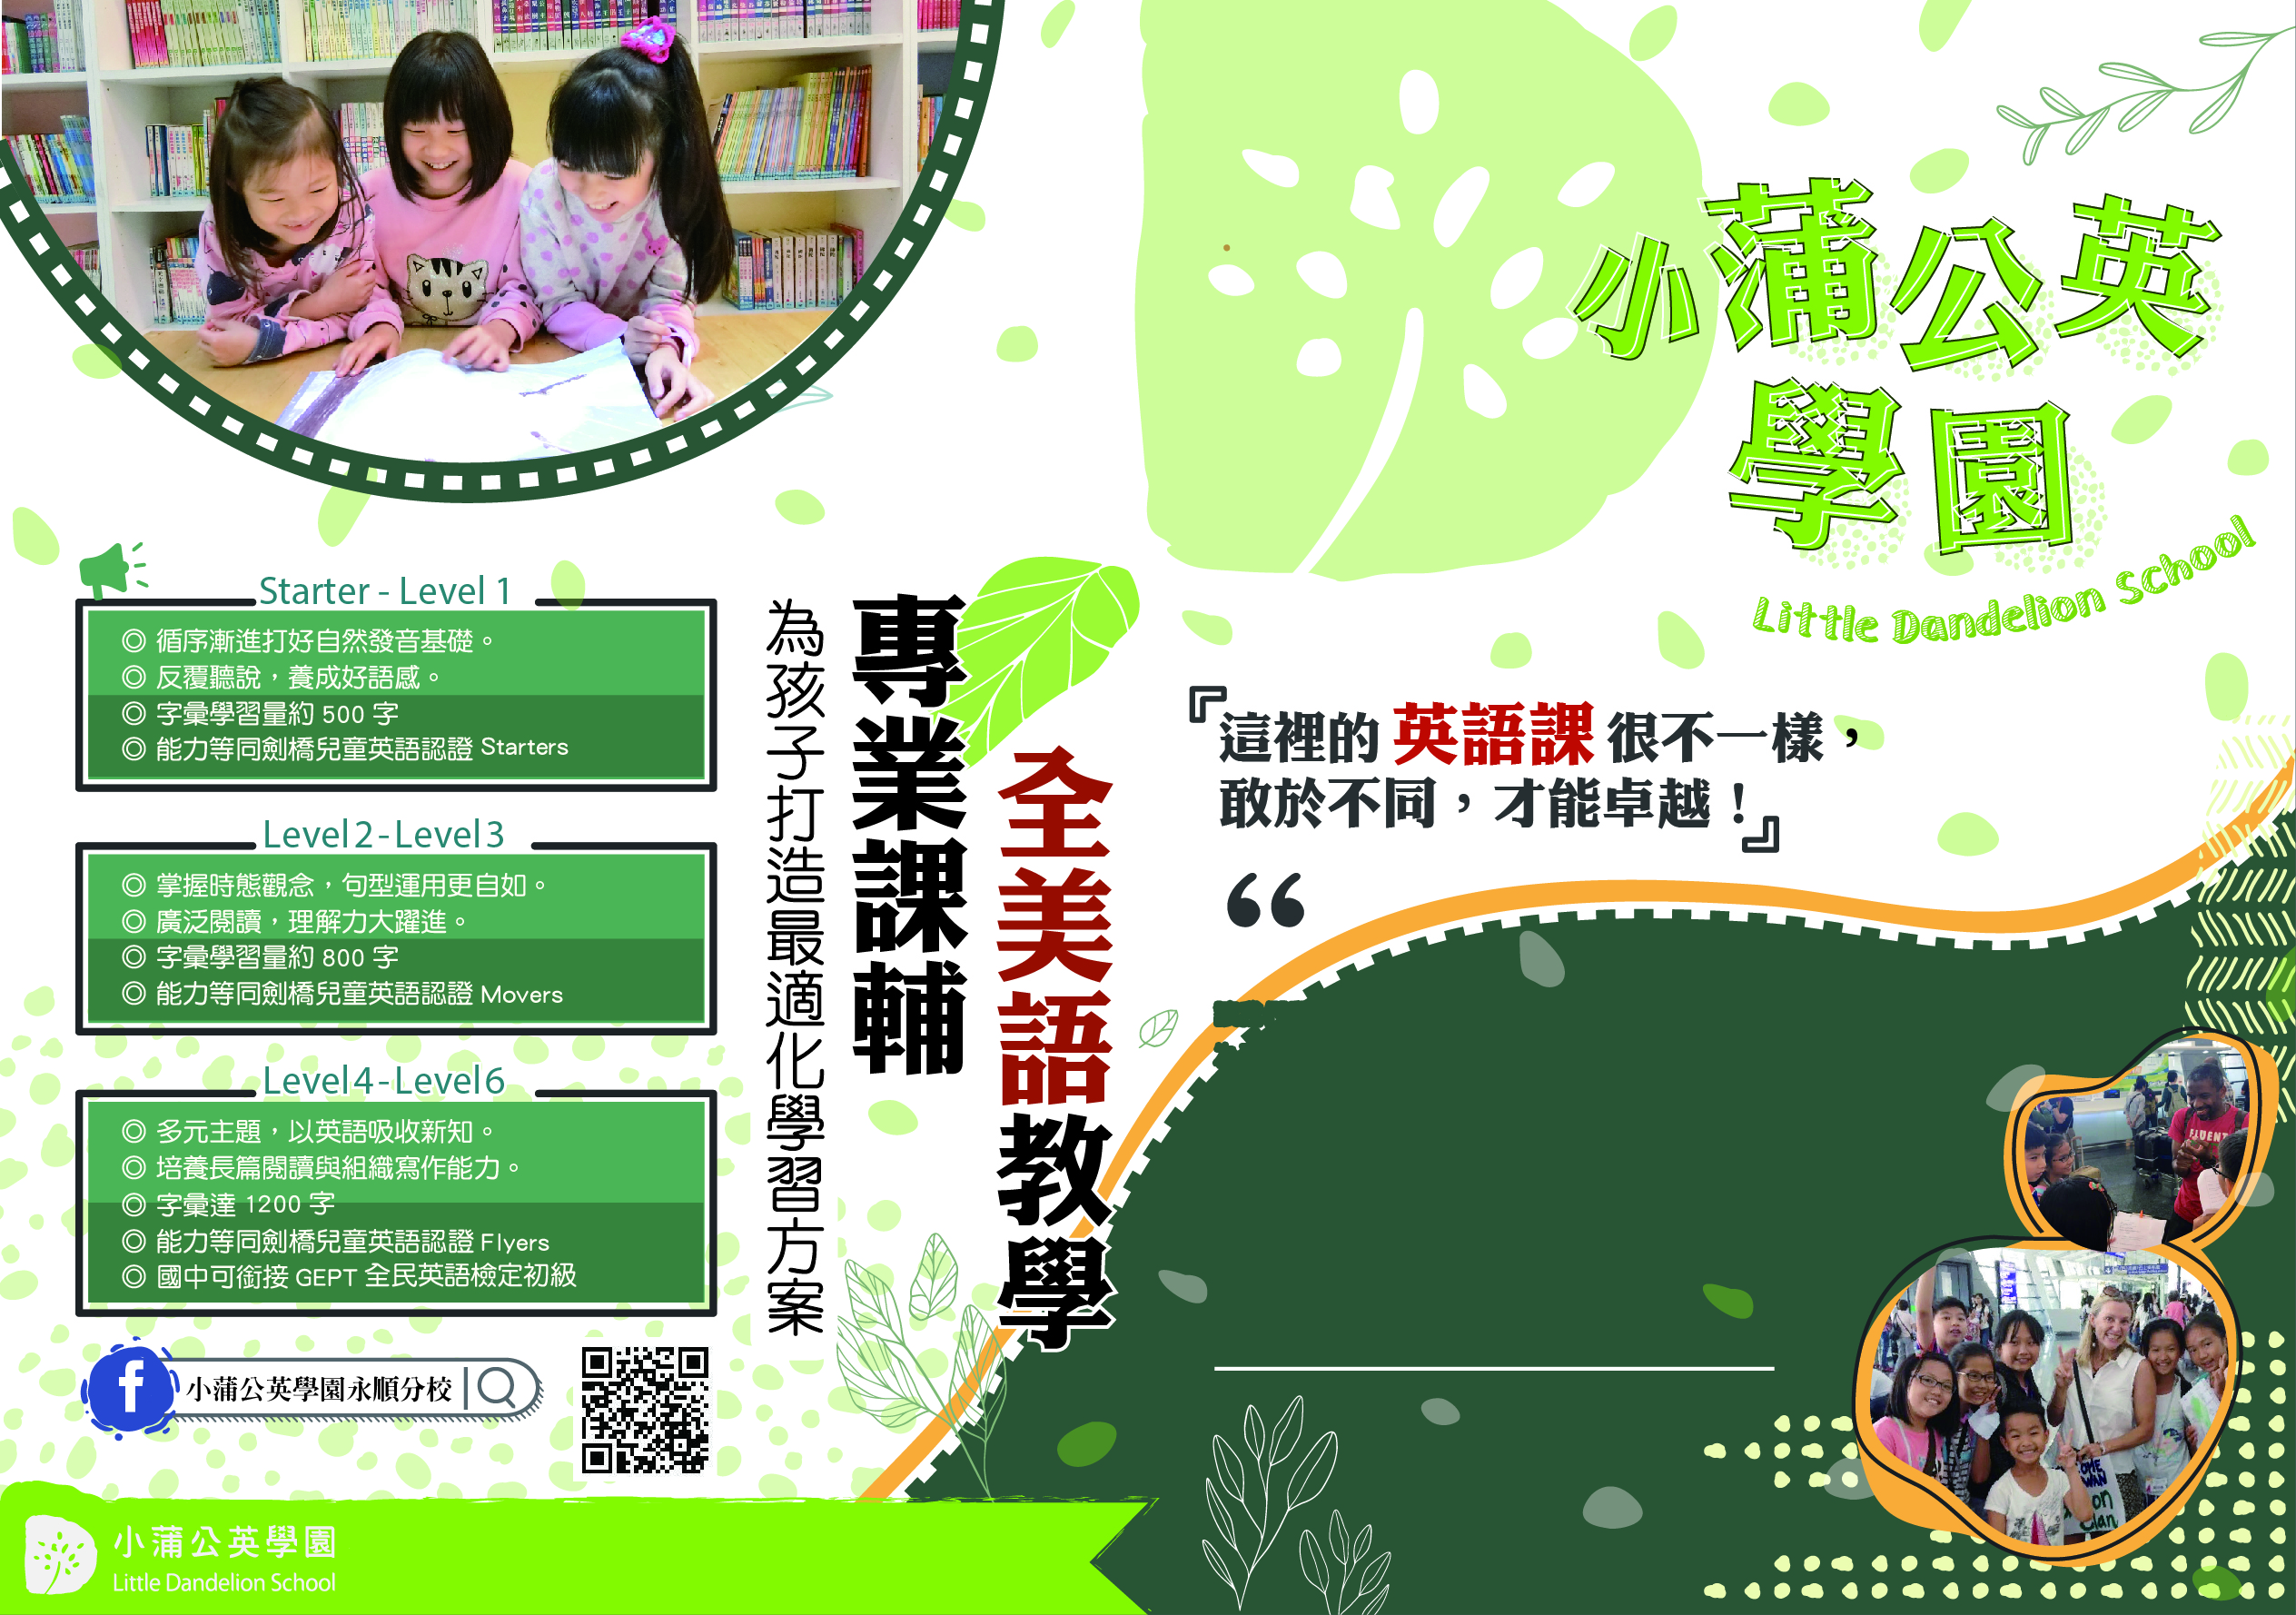 小蒲公英
學園
Little Dandelion School
『這裡的 英語課 很不一樣，
敢於不同，才能卓越！』
“
全美語教學
專業課輔
為孩子打造最適化學習方案
Starter - Level 1
◎ 循序漸進打好自然發音基礎。
◎ 反覆聽說，養成好語感。
◎ 字彙學習量約 500 字
◎ 能力等同劍橋兒童英語認證 Starters
Level 2 - Level 3
◎ 掌握時態觀念，句型運用更自如。
◎ 廣泛閱讀，理解力大躍進。
◎ 字彙學習量約 800 字
◎ 能力等同劍橋兒童英語認證 Movers
Level 4 - Level 6
◎ 多元主題，以英語吸收新知。
◎ 培養長篇閱讀與組織寫作能力。
◎ 字彙達 1200 字
◎ 能力等同劍橋兒童英語認證 Flyers
◎ 國中可銜接 GEPT 全民英語檢定初級
f 小蒲公英學園永順分校
小蒲公英學園
Little Dandelion School
FLUENT